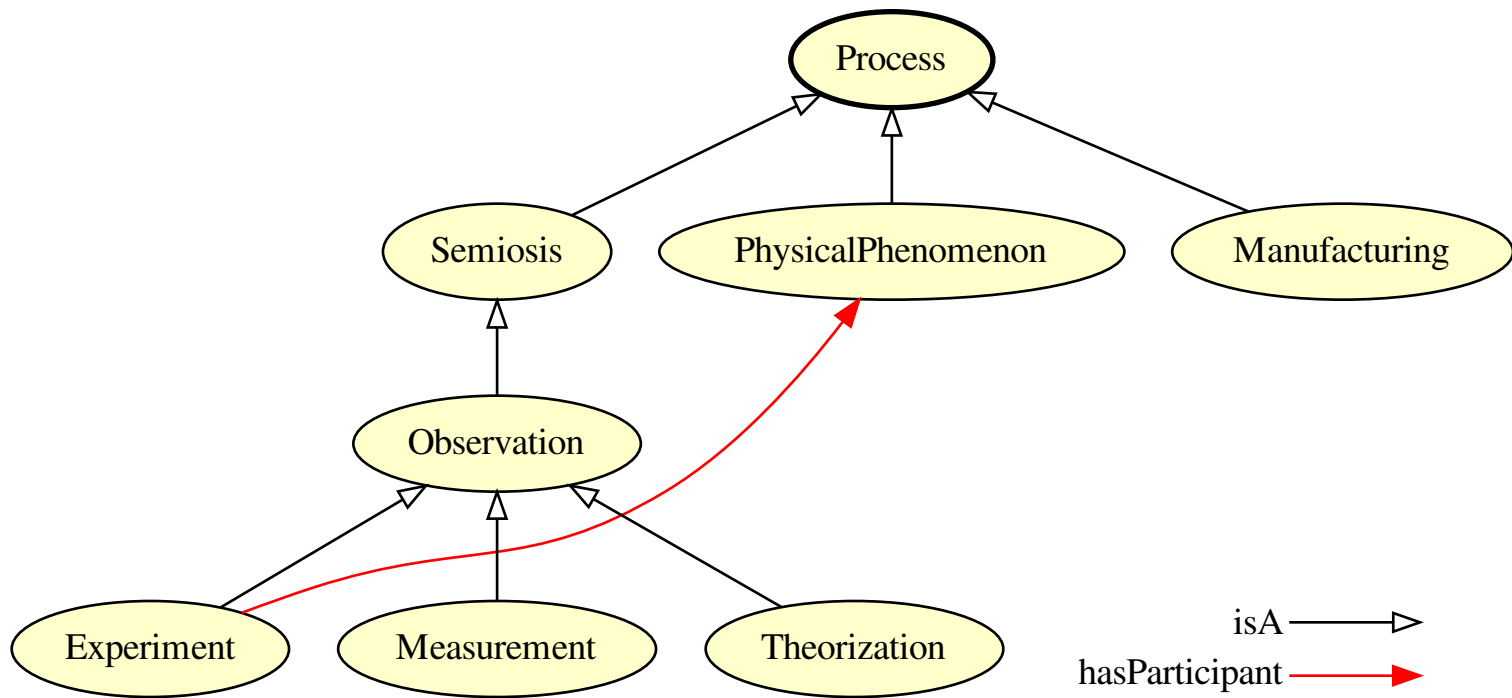 Process
Semiosis
PhysicalPhenomenon
Manufacturing
Observation
Experiment
Measurement
Theorization
isA
hasParticipant